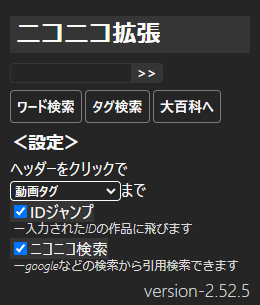 ニコニコ拡張
>>
ワード検索 タグ検索 大百科へ
＜設定＞
ヘッダーをクリックで
動画タグ まで
IDジャンプ
ー入力されたIDの作品に飛びます
ニコニコ検索
ーgoogleなどの検索から引用検索できます
version-2.52.5